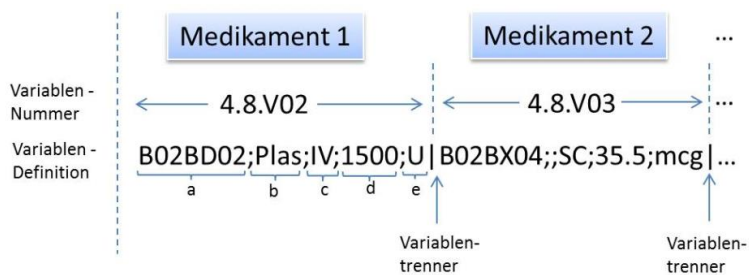 Medikament 1 Medikament 2 ...
Variablen -
Nummer
4.8.V02 4.8.V03 ...
Variablen -
Definition
B02BD02;Plas;IV;1500;U|B02BX04;;SC;35.5;mcg|...
a b c d e
Variablen-
trenner
Variablen-
trenner